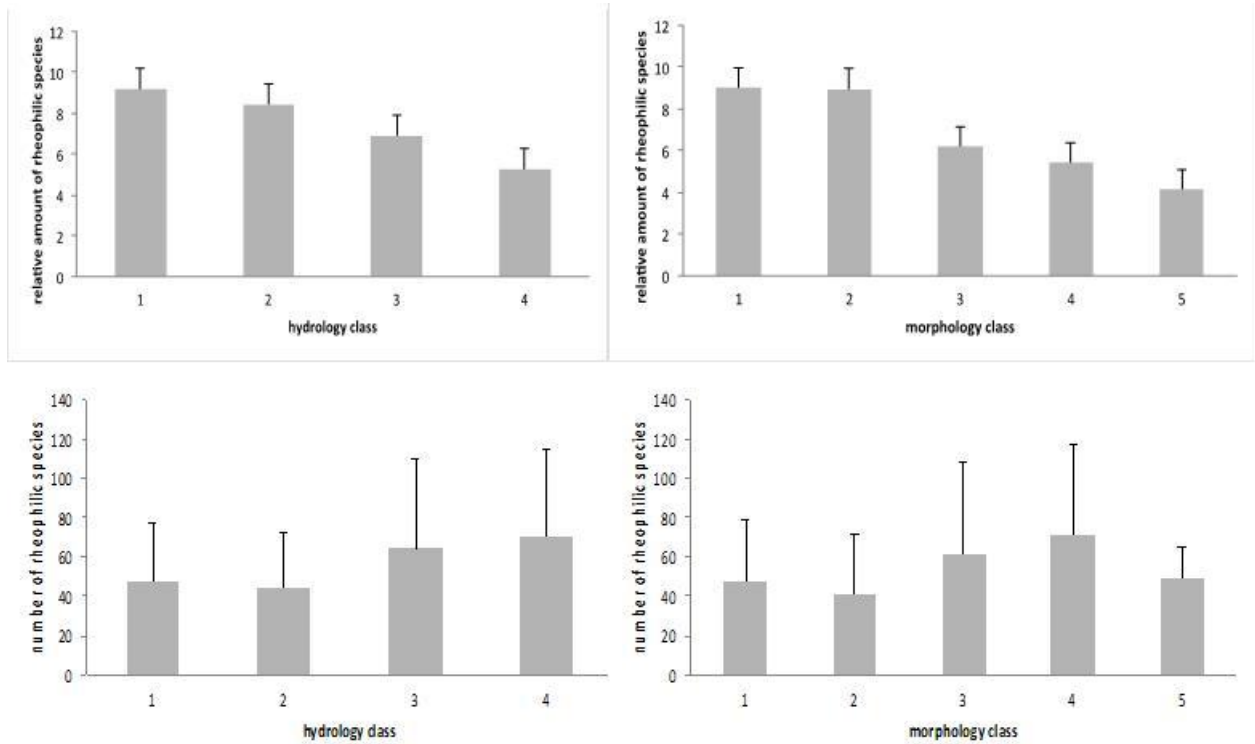 relative amount of rheophilic species
12
10
8
6
4
2
0
1 2 3 4
hydrology class
relative amount of rheophilic species
12
10
8
6
4
2
0
1 2 3 4 5
morphology class
number of rheophilic species
140
120
100
80
60
40
20
0
1 2 3 4
hydrology class
number of rheophilic species
140
120
100
80
60
40
20
0
1 2 3 4 5
morphology class